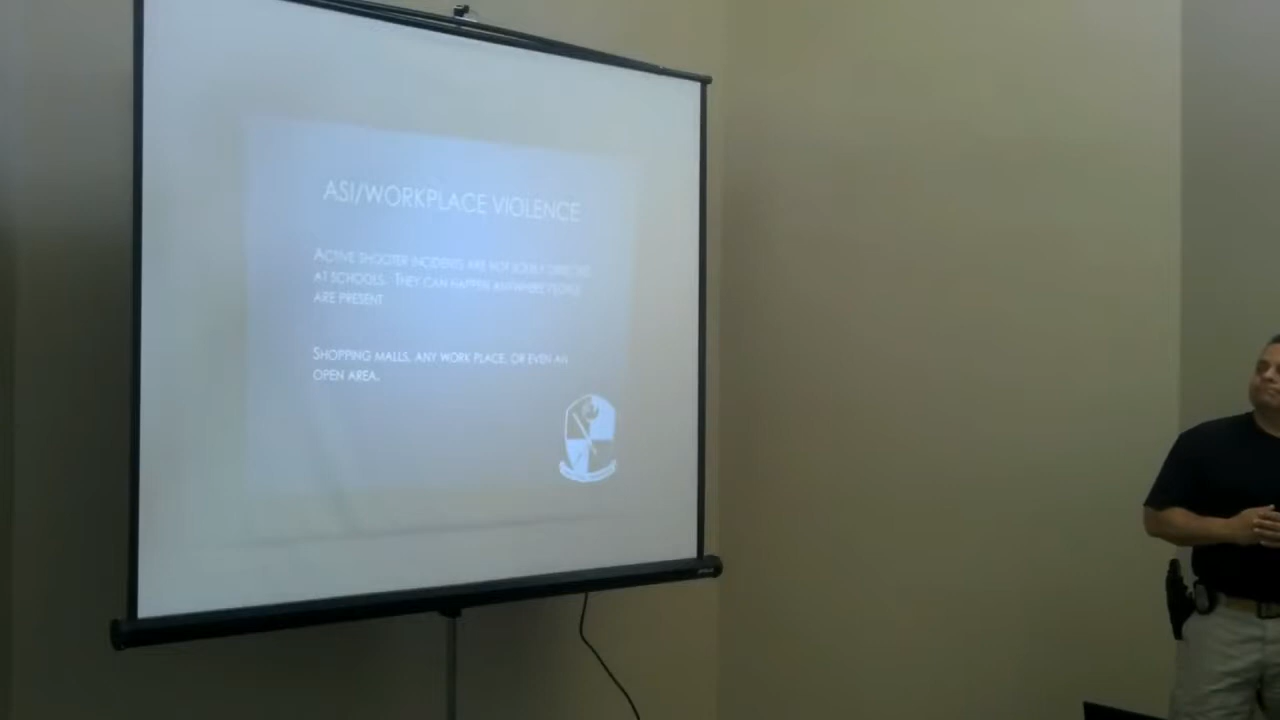 ASI/WORKPLACE VIOLENCE
ACTIVE SHOOTER INCIDENTS ARE NOT SOLELY DIRECTED
AT SCHOOLS. THEY CAN HAPPEN ANYWHERE PEOPLE
ARE PRESENT
SHOPPING MALLS, ANY WORK PLACE, OR EVEN AN
OPEN AREA.